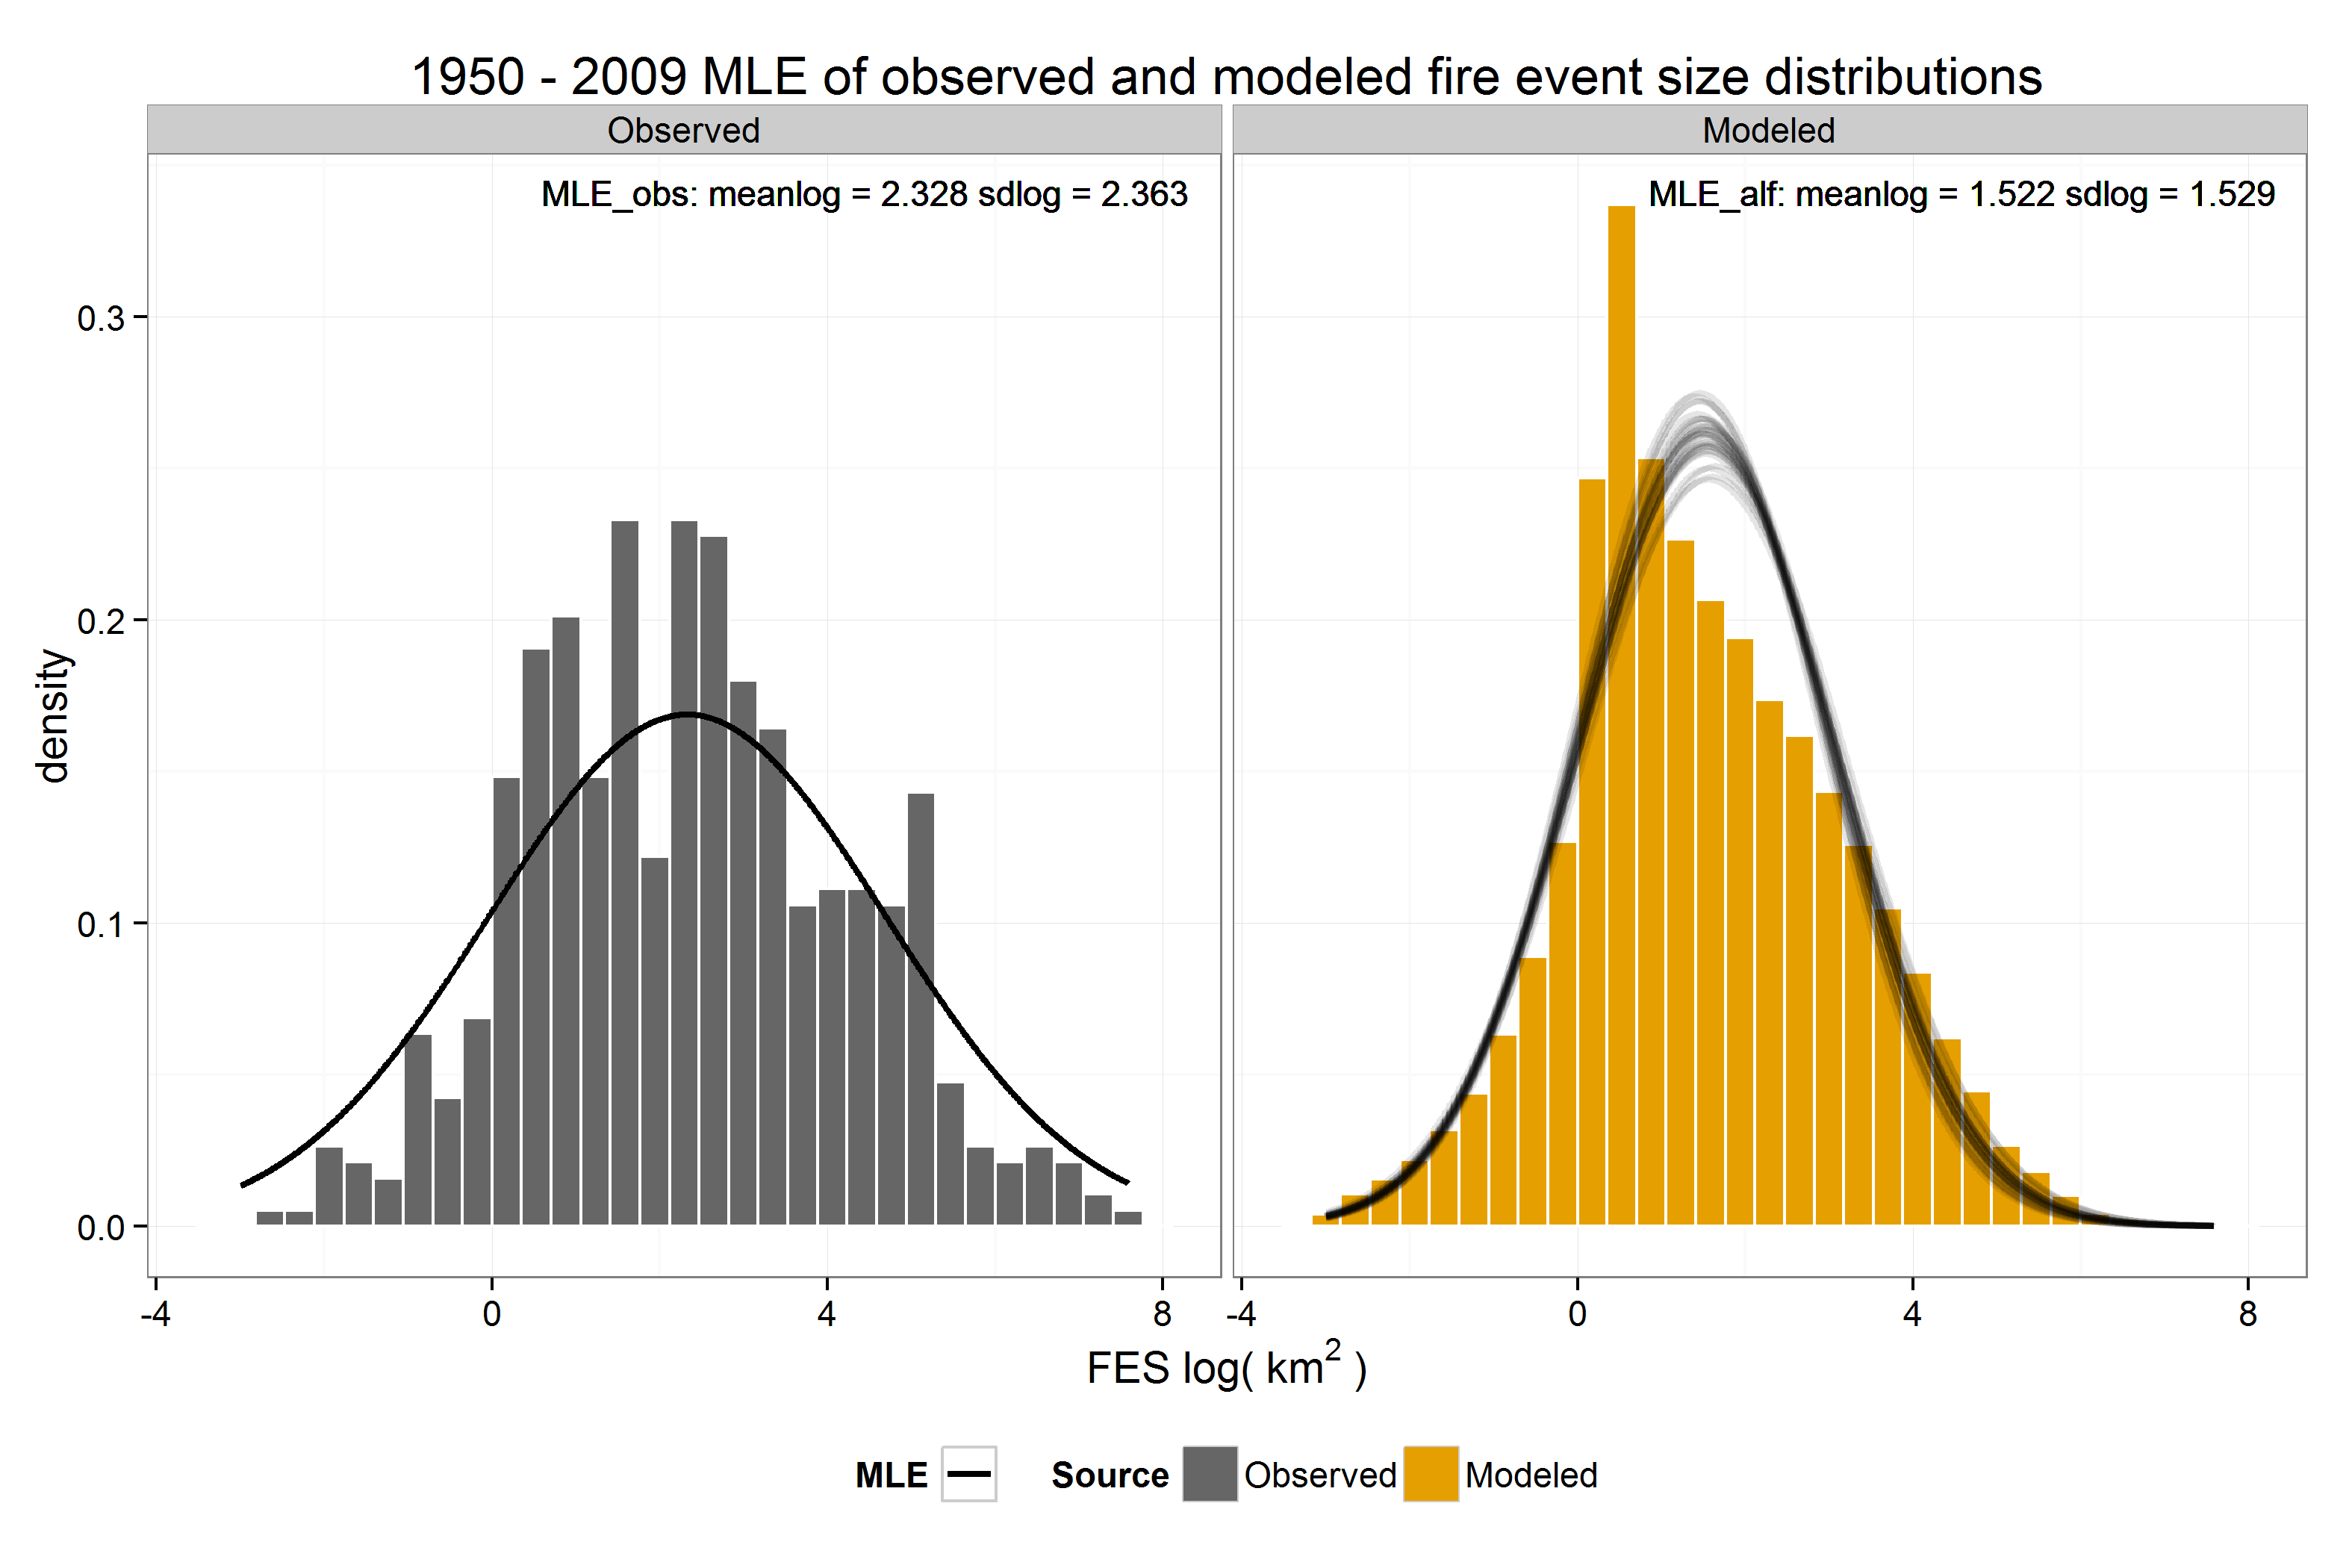 1950 - 2009 MLE of observed and modeled fire event size distributions
Observed
Modeled
MLE_obs: meanlog = 2.328 sdlog = 2.363
MLE_alf: meanlog = 1.522 sdlog = 1.529
density
0.3
0.2
0.1
0.0
-4 0 4 8
-4 0 4 8
FES log( km² )
MLE Source Observed Modeled